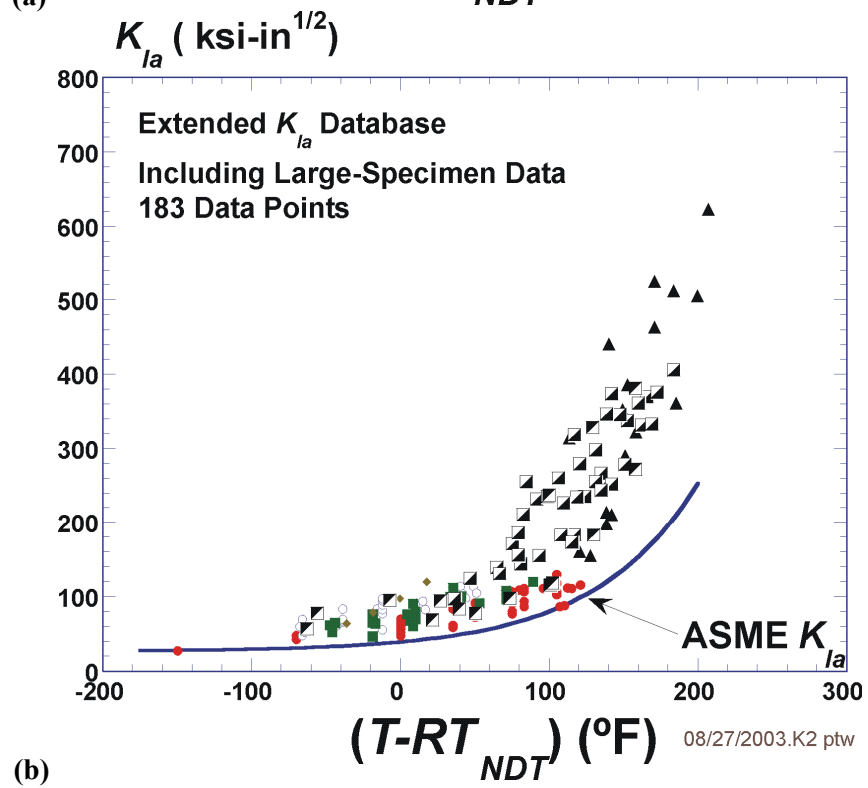 (a)
NDT
K_Ia ( ksi-in^1/2)
800
Extended K_Ia Database
700
Including Large-Specimen Data
183 Data Points
600
500
400
300
200
100
ASME K_Ia
0
-200 -100 0 100 200 300
(T-RT_NDT) (ºF)
08/27/2003.K2 ptw
(b)